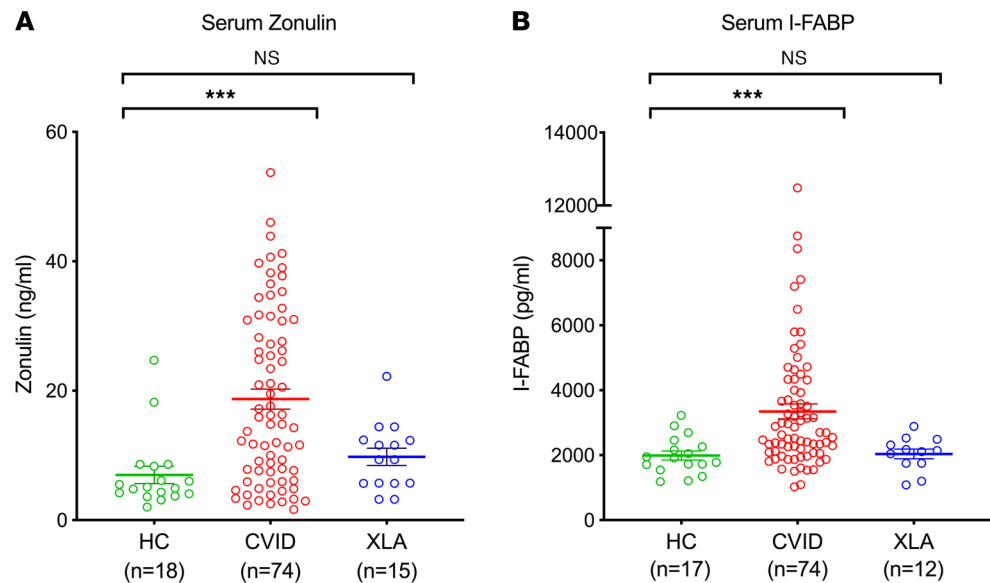 A Serum Zonulin
NS
***
60
40
20
0
Zonulin (ng/ml)
HC CVID XLA
(n=18) (n=74) (n=15)
B Serum I-FABP
NS
***
14000
12000
8000
6000
4000
2000
0
I-FABP (pg/ml)
HC CVID XLA
(n=17) (n=74) (n=12)